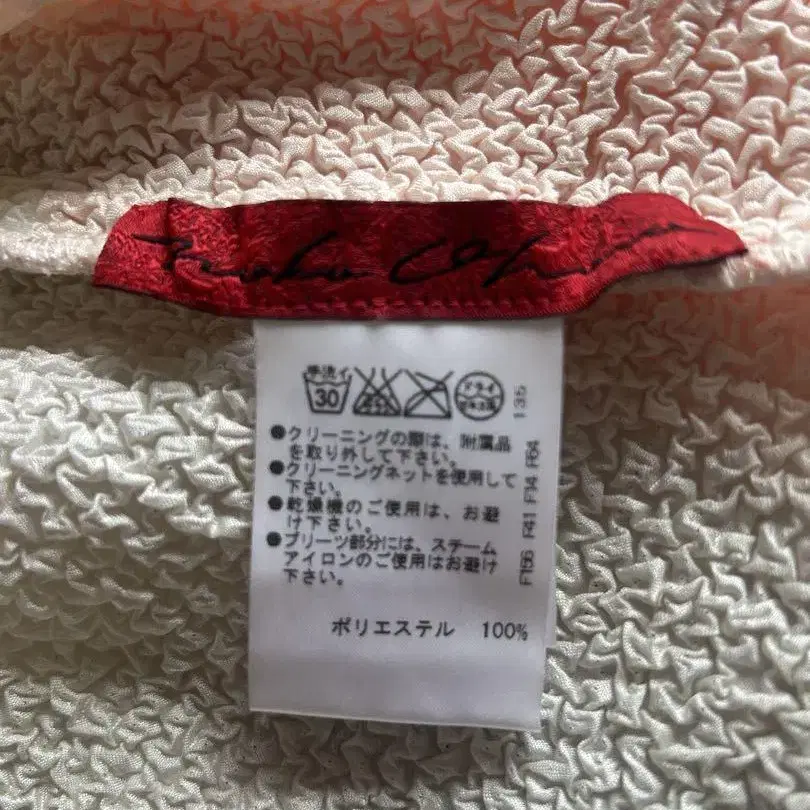 手洗イ
30
ドライ
135
●クリーニングの際は、附属品
を取り外して下さい。
●クリーニングネットを使用して
下さい。
●乾燥機のご使用は、お避
け下さい。
●プリーツ部分には、スチーム
アイロンのご使用はお避け
下さい。
F156 F41 F14 F64
ポリエステル 100%